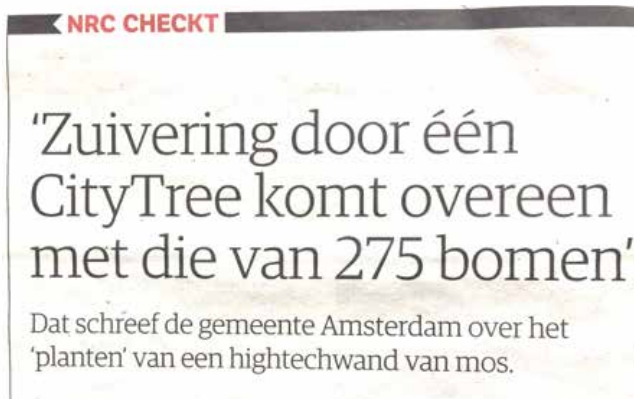 NRC CHECKT
‘Zuivering door één
CityTree komt overeen
met die van 275 bomen’
Dat schreef de gemeente Amsterdam over het
‘planten’ van een hightechwand van mos.